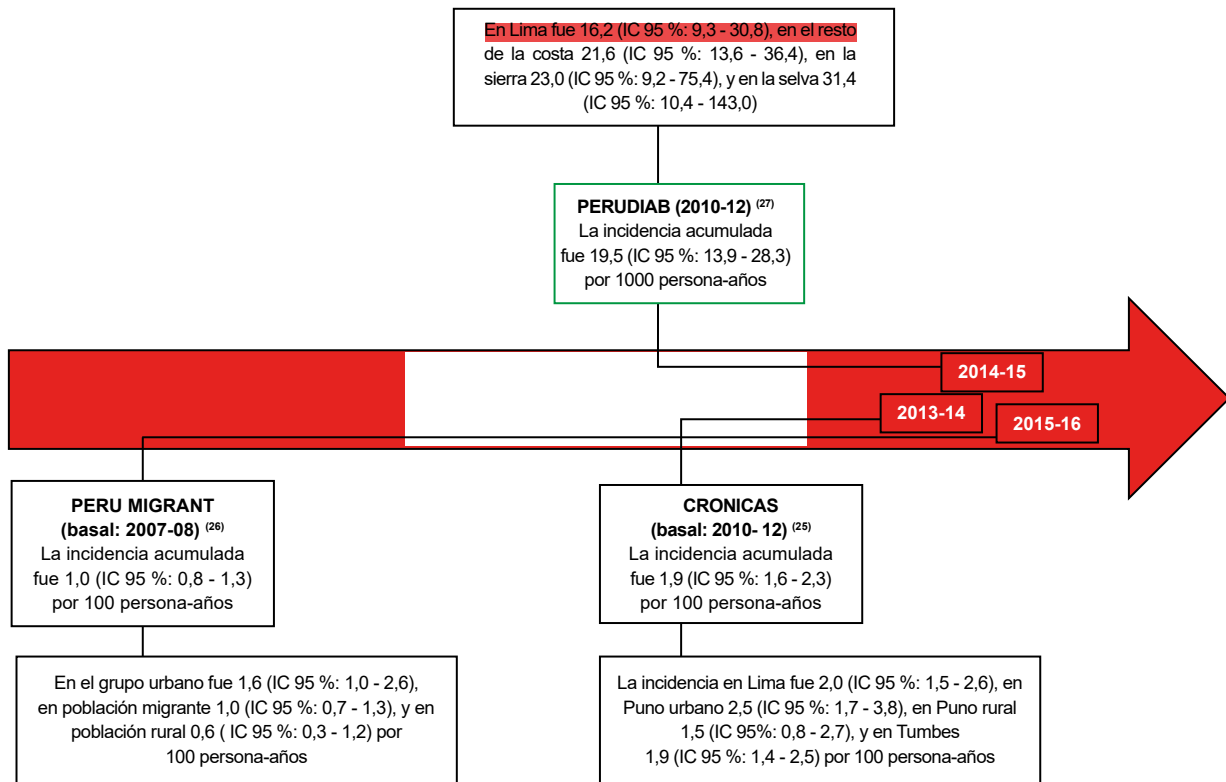 En Lima fue 16,2 (IC 95 %: 9,3 - 30,8), en el resto
de la costa 21,6 (IC 95 %: 13,6 - 36,4), en la
sierra 23,0 (IC 95 %: 9,2 - 75,4), y en la selva 31,4
(IC 95 %: 10,4 - 143,0)
PERUDIAB (2010-12) (27)
La incidencia acumulada
fue 19,5 (IC 95 %: 13,9 - 28,3)
por 1000 persona-años
2014-15
2013-14
2015-16
PERU MIGRANT
(basal: 2007-08) (26)
La incidencia acumulada
fue 1,0 (IC 95 %: 0,8 - 1,3)
por 100 persona-años
CRONICAS
(basal: 2010- 12) (25)
La incidencia acumulada
fue 1,9 (IC 95 %: 1,6 - 2,3)
por 100 persona-años
En el grupo urbano fue 1,6 (IC 95 %: 1,0 - 2,6),
en población migrante 1,0 (IC 95 %: 0,7 - 1,3), y en
población rural 0,6 ( IC 95 %: 0,3 - 1,2) por
100 persona-años
La incidencia en Lima fue 2,0 (IC 95 %: 1,5 - 2,6), en
Puno urbano 2,5 (IC 95 %: 1,7 - 3,8), en Puno rural
1,5 (IC 95%: 0,8 - 2,7), y en Tumbes
1,9 (IC 95 %: 1,4 - 2,5) por 100 persona-años